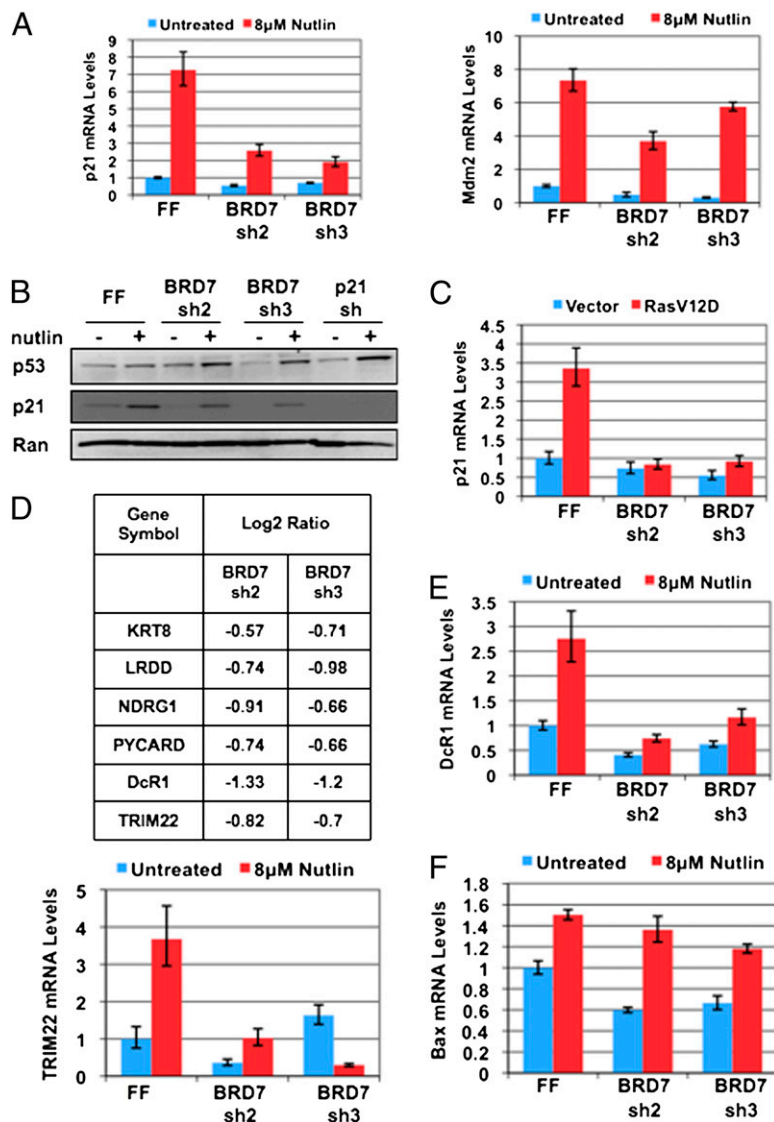 A
Untreated 8µM Nutlin
p21 mRNA Levels
9
8
7
6
5
4
3
2
1
0
FF BRD7 sh2 BRD7 sh3
Untreated 8µM Nutlin
Mdm2 mRNA Levels
10
8
6
4
2
0
FF BRD7 sh2 BRD7 sh3
B
FF BRD7 sh2 BRD7 sh3 p21 sh
nutlin - + - + - + - +
p53
p21
Ran
C
Vector RasV12D
p21 mRNA Levels
4.5
4
3.5
3
2.5
2
1.5
1
0.5
0
FF BRD7 sh2 BRD7 sh3
D
Gene Symbol Log2 Ratio
BRD7 sh2 BRD7 sh3
KRT8 -0.57 -0.71
LRDD -0.74 -0.98
NDRG1 -0.91 -0.66
PYCARD -0.74 -0.66
DcR1 -1.33 -1.2
TRIM22 -0.82 -0.7
Untreated 8µM Nutlin
TRIM22 mRNA Levels
5
4
3
2
1
0
FF BRD7 sh2 BRD7 sh3
E
Untreated 8µM Nutlin
DcR1 mRNA Levels
3.5
3
2.5
2
1.5
1
0.5
0
FF BRD7 sh2 BRD7 sh3
F
Untreated 8µM Nutlin
Bax mRNA Levels
1.8
1.6
1.4
1.2
1
0.8
0.6
0.4
0.2
0
FF BRD7 sh2 BRD7 sh3